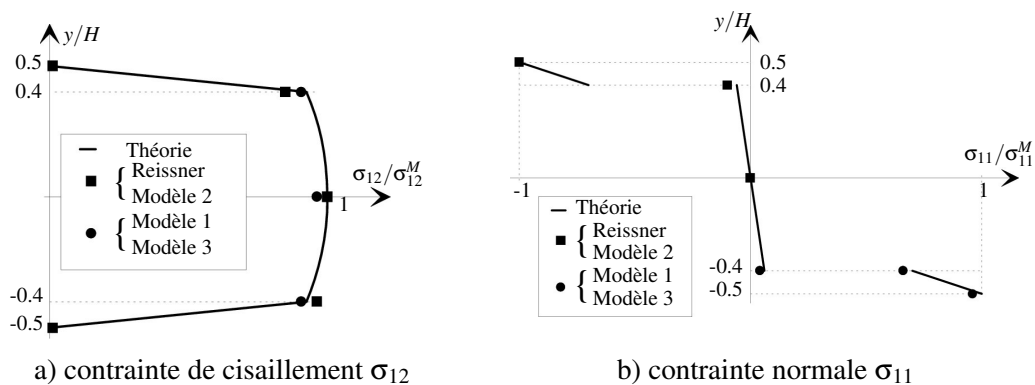 y/H
0.5
0.4
Théorie
Reissner
Modèle 2
Modèle 1
Modèle 3
σ12/σ12^M
1
-0.4
-0.5
a) contrainte de cisaillement σ12
y/H
0.5
0.4
σ11/σ11^M
-1
1
Théorie
Reissner
Modèle 2
Modèle 1
Modèle 3
-0.4
-0.5
b) contrainte normale σ11